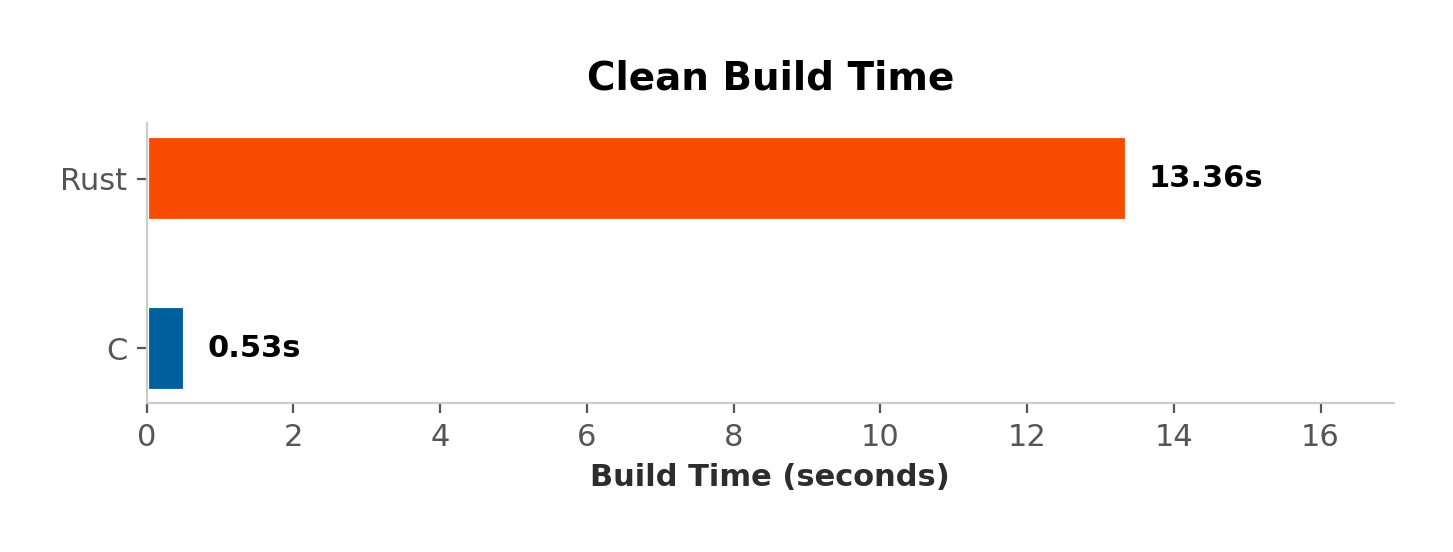 Clean Build Time
Rust
13.36s
C
0.53s
0 2 4 6 8 10 12 14 16
Build Time (seconds)